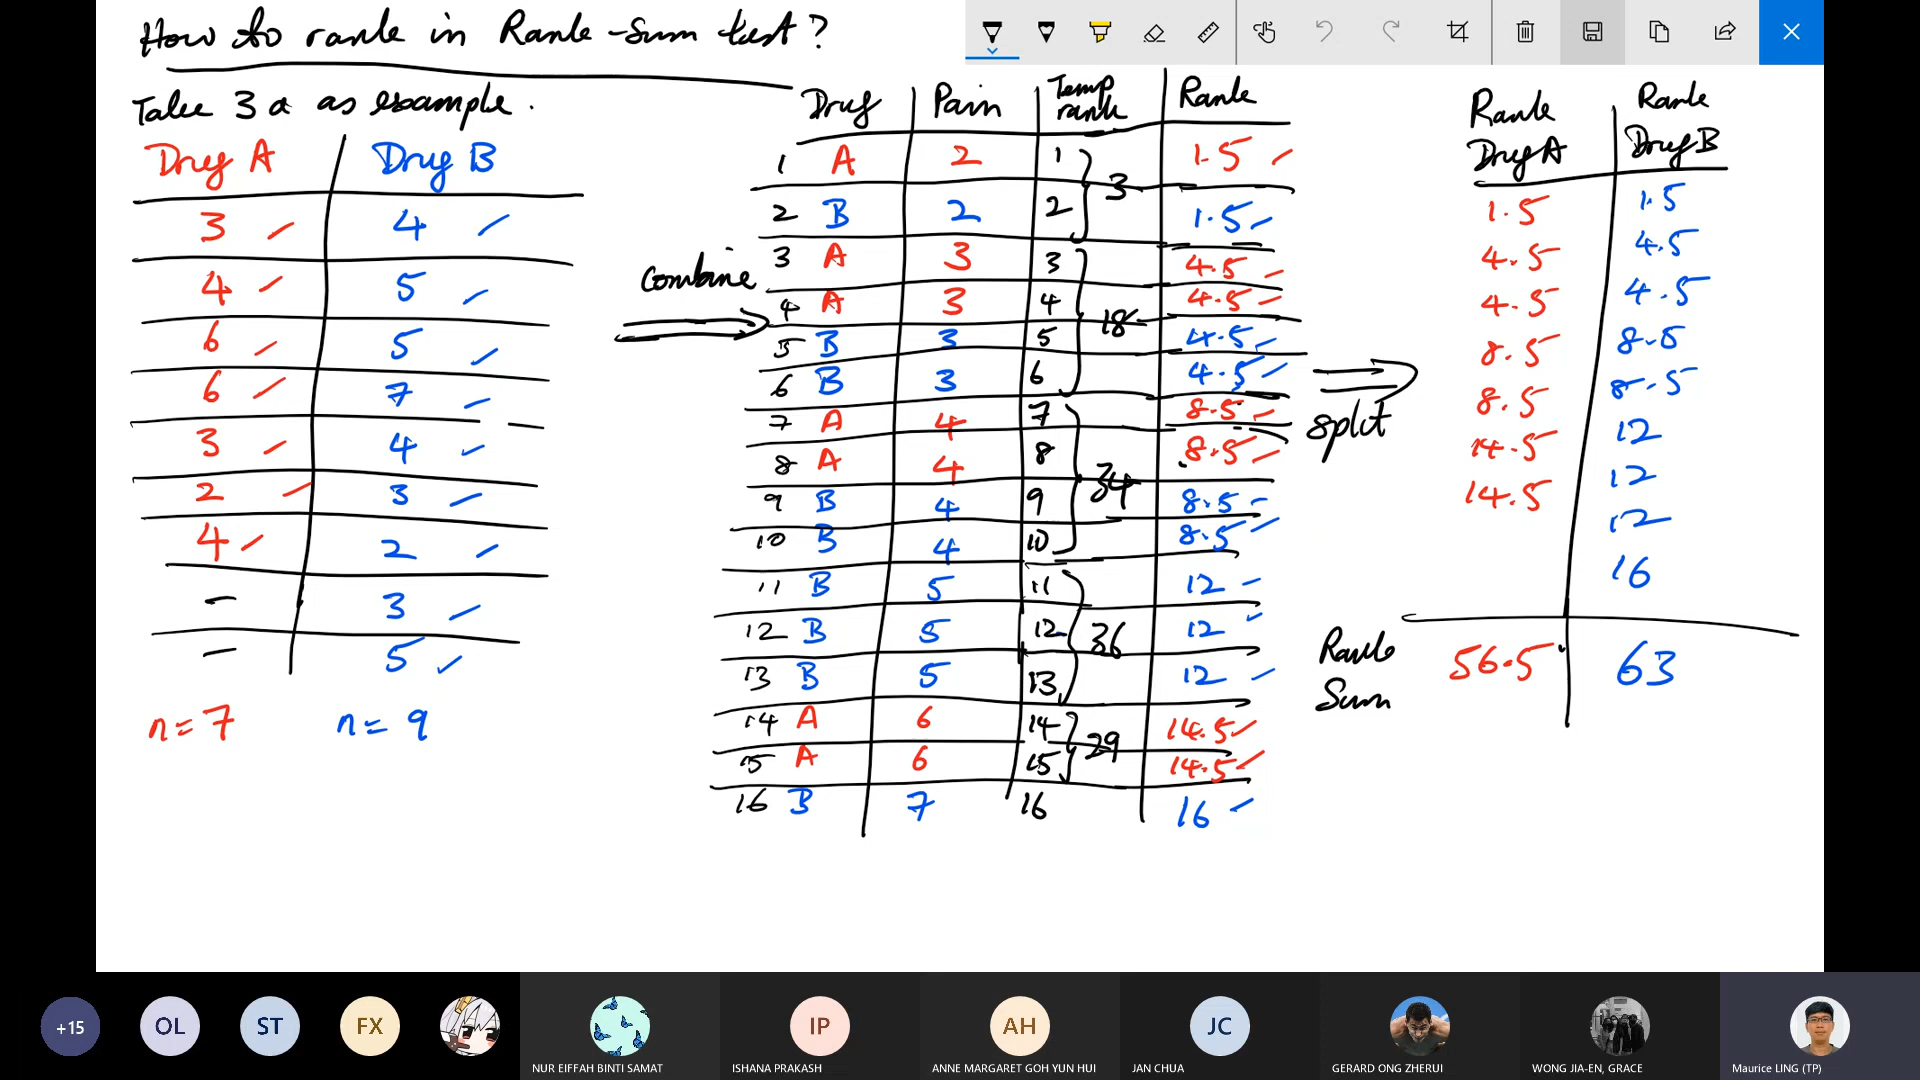 How to rank in Rank-Sum test?
Take 3a as example.
Drug A Drug B
3 4
4 5
6 5
6 7
3 4
2 3
4 2
- 3
- 5
n = 7 n = 9
combine
Drug Pain Temp rank Rank
1 A 2 1 1.5
3
2 B 2 2 1.5
3 A 3 3 4.5
4 A 3 4 4.5
18
5 B 3 5 4.5
6 B 3 6 4.5
7 A 4 7 8.5
8 A 4 8 8.5
34
9 B 4 9 8.5
10 B 4 10 8.5
11 B 5 11 12
12 B 5 12 36 12
13 B 5 13 12
14 A 6 14 14.5
29
15 A 6 15 14.5
16 B 7 16 16
split
Rank Drug A Rank Drug B
1.5 1.5
4.5 4.5
4.5 4.5
8.5 8.5
8.5 8.5
14.5 12
14.5 12
12
16
Rank Sum 56.5 63
+15 OL ST FX IP AH JC
NUR EIFFAH BINTI SAMAT ISHANA PRAKASH ANNE MARGARET GOH YUN HUI JAN CHUA GERARD ONG ZHERUI WONG JIA-EN, GRACE Maurice LING (TP)